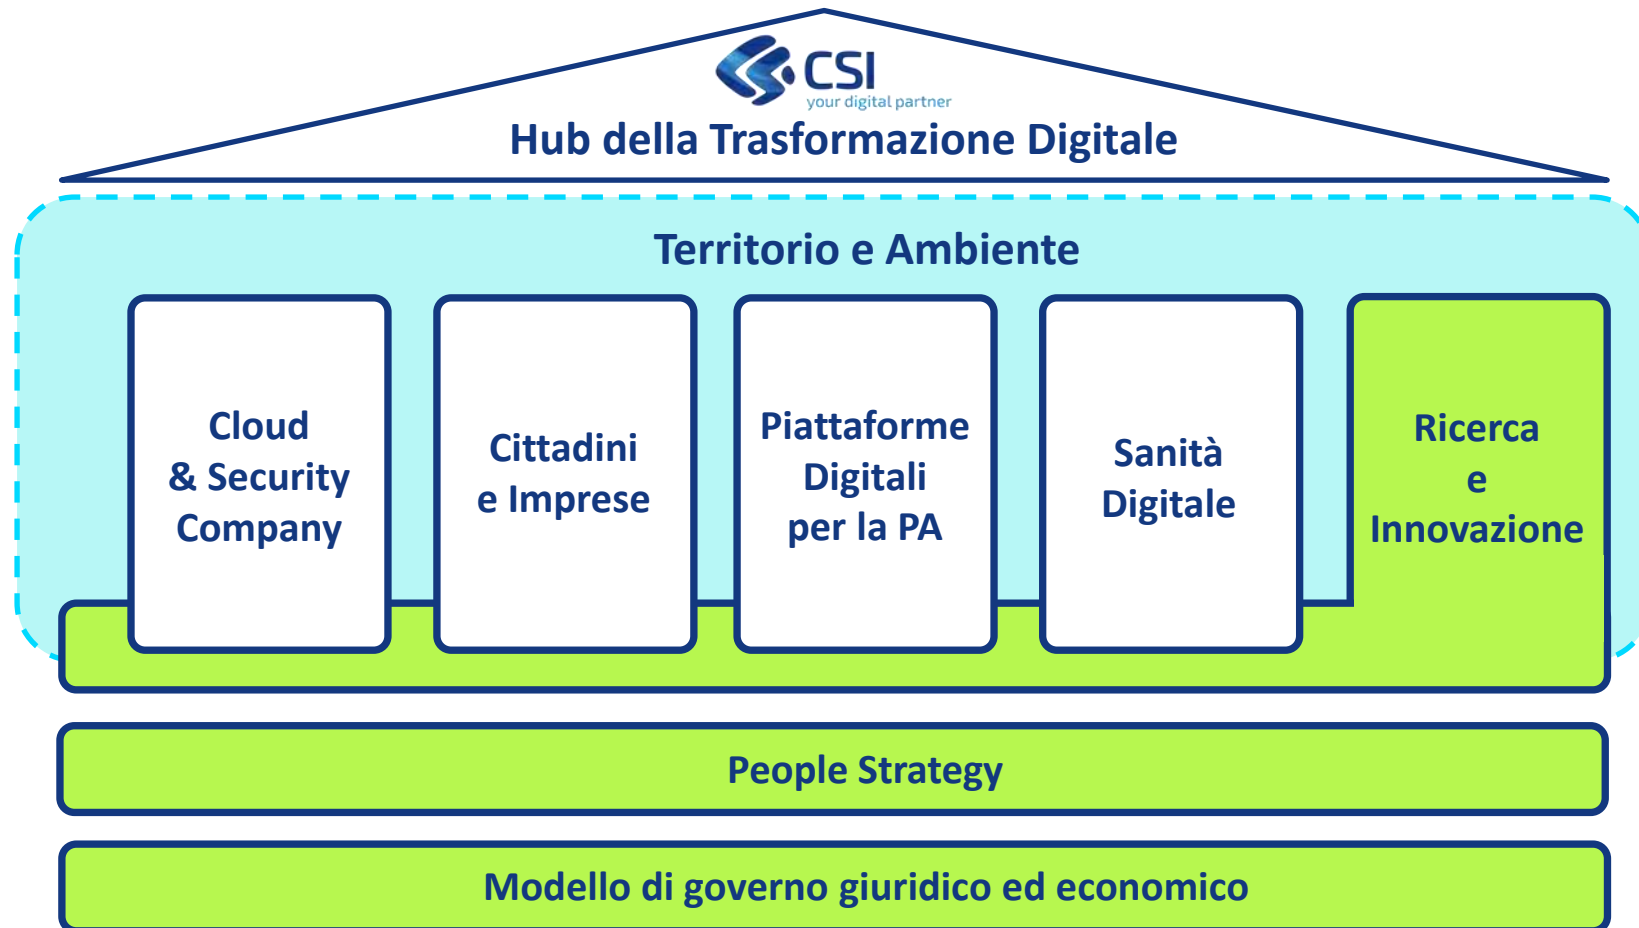 CSI
your digital partner
Hub della Trasformazione Digitale
Territorio e Ambiente
Cloud
& Security
Company
Cittadini
e Imprese
Piattaforme
Digitali
per la PA
Sanità
Digitale
Ricerca
e
Innovazione
People Strategy
Modello di governo giuridico ed economico